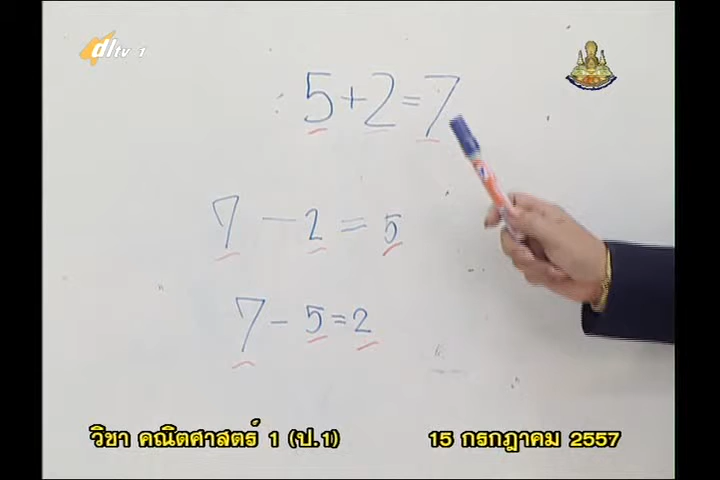 dltv 1
5+2=7
7-2=5
7-5=2
วิชา คณิตศาสตร์ 1 (ป.1) 15 กรกฎาคม 2557